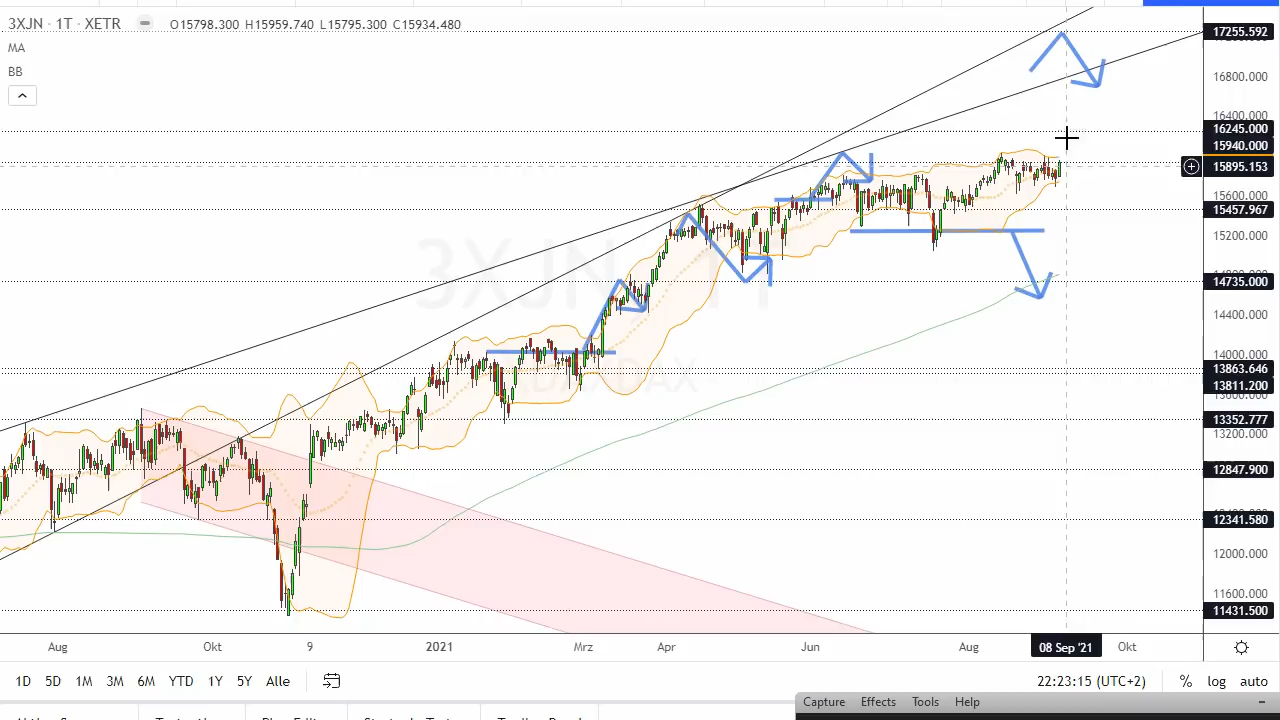 3XJN · 1T · XETR
O15798.300 H15959.740 L15795.300 C15934.480
MA
BB
17255.592
16800.000
16400.000
16245.000
15940.000
15895.153
15600.000
15457.967
15200.000
14735.000
14400.000
14000.000
13863.646
13811.200
13600.000
13352.777
13200.000
12847.900
12341.580
12000.000
11600.000
11431.500
3XJN, 1T
Aug
Okt
9
2021
Mrz
Apr
Jun
Aug
08 Sep '21
Okt
1D 5D 1M 3M 6M YTD 1Y 5Y Alle
22:23:15 (UTC+2)
% log auto
Capture Effects Tools Help